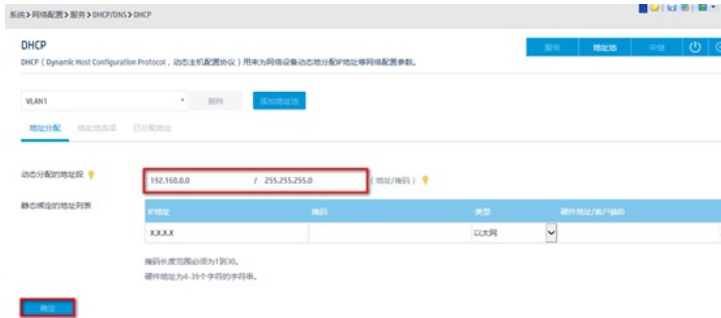 系统 > 网络配置 > 服务 > DHCP/DNS > DHCP
DHCP
服务 地址池 中继
DHCP（Dynamic Host Configuration Protocol，动态主机配置协议）用来为网络设备动态地分配IP地址等网络配置参数。
VLAN1 删除 添加地址池
地址分配 地址池选项 已分配地址
动态分配的地址段 192.168.0.0 / 255.255.255.0 （地址/掩码）
静态绑定的地址列表
IP地址 掩码 类型 硬件地址/客户端ID
X.X.X.X 以太网
掩码长度范围必须为1到30。
硬件地址为4-39个字符的字符串。
确定